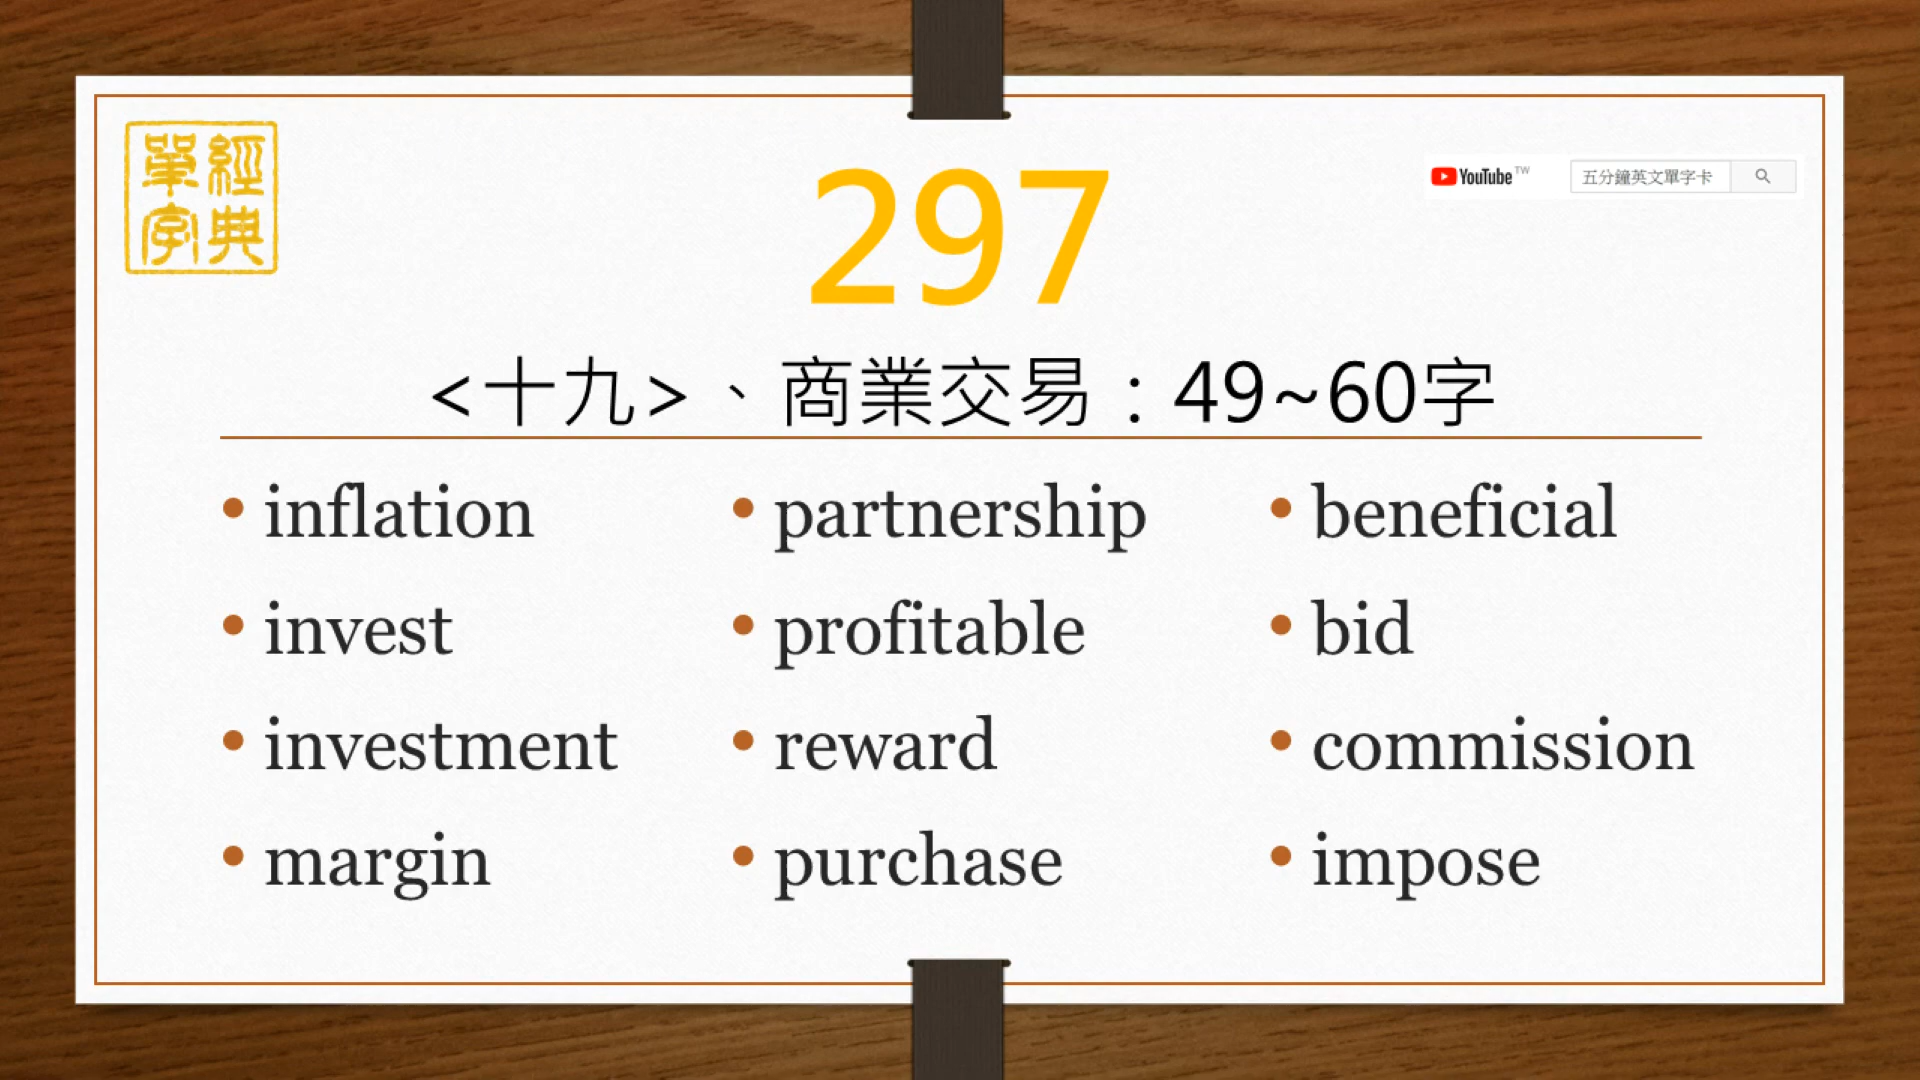 經典
單字
YouTube TW
五分鐘英文單字卡
297
<十九>、商業交易：49~60字
• inflation
• invest
• investment
• margin
• partnership
• profitable
• reward
• purchase
• beneficial
• bid
• commission
• impose